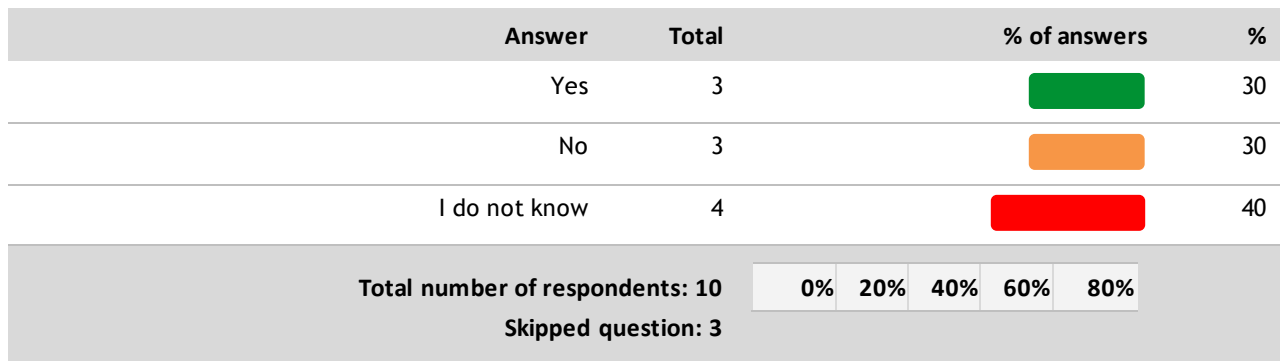 Answer Total % of answers %
Yes 3 30
No 3 30
I do not know 4 40
Total number of respondents: 10 0% 20% 40% 60% 80%
Skipped question: 3